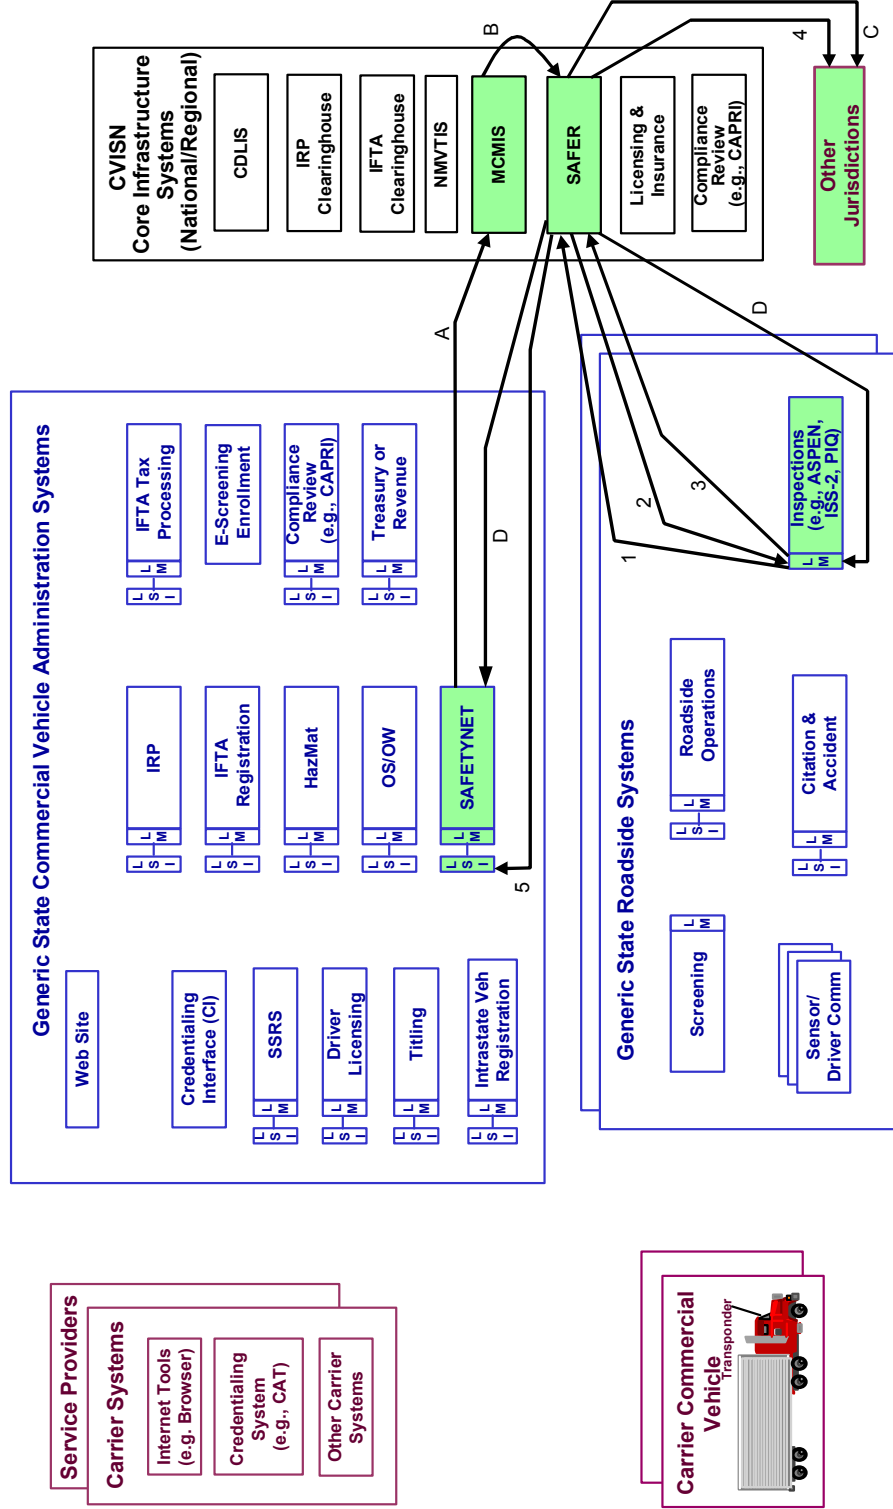 Service Providers
Carrier Systems
Internet Tools
(e.g. Browser)
Credentialing
System
(e.g., CAT)
Other Carrier
Systems
Carrier Commercial
Vehicle
Transponder
Generic State Commercial Vehicle Administration Systems
Web Site
Credentialing
Interface (CI)
SSRS
L
M
L
S
I
Driver
Licensing
L
M
L
S
I
Titling
L
M
L
S
I
Intrastate Veh
Registration
L
M
L
S
I
IRP
L
M
L
S
I
IFTA
Registration
L
M
L
S
I
HazMat
L
M
L
S
I
OS/OW
L
M
L
S
I
SAFETYNET
L
M
L
S
I
IFTA Tax
Processing
L
M
L
S
I
E-Screening
Enrollment
Compliance
Review
(e.g., CAPRI)
L
M
L
S
I
Treasury or
Revenue
L
M
L
S
I
Generic State Roadside Systems
Screening
L
M
Sensor/
Driver Comm
Roadside
Operations
L
M
L
S
I
Citation &
Accident
L
M
L
S
I
Inspections
(e.g., ASPEN,
ISS-2, PIQ)
L
M
CVISN
Core Infrastructure
Systems
(National/Regional)
CDLIS
IRP
Clearinghouse
IFTA
Clearinghouse
NMVTIS
MCMIS
SAFER
Licensing &
Insurance
Compliance
Review
(e.g., CAPRI)
Other
Jurisdictions
A
B
C
D
D
1
2
3
4
5